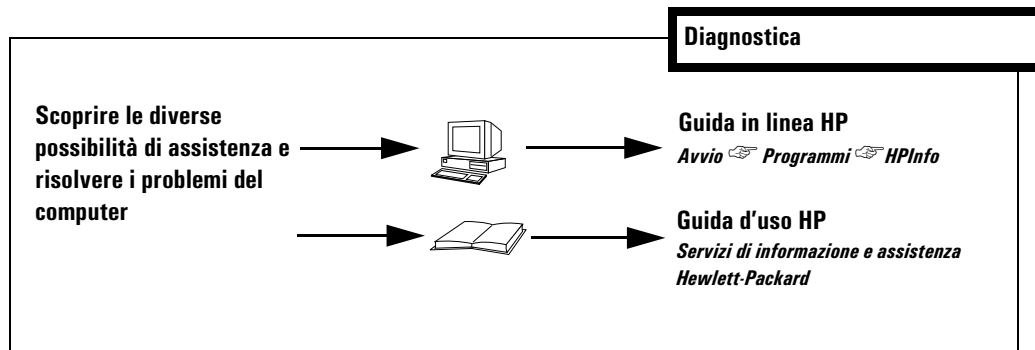 Diagnostica
Scoprire le diverse
possibilità di assistenza e
risolvere i problemi del
computer
Guida in linea HP
Avvio ☞ Programmi ☞ HPInfo
Guida d'uso HP
Servizi di informazione e assistenza
Hewlett-Packard